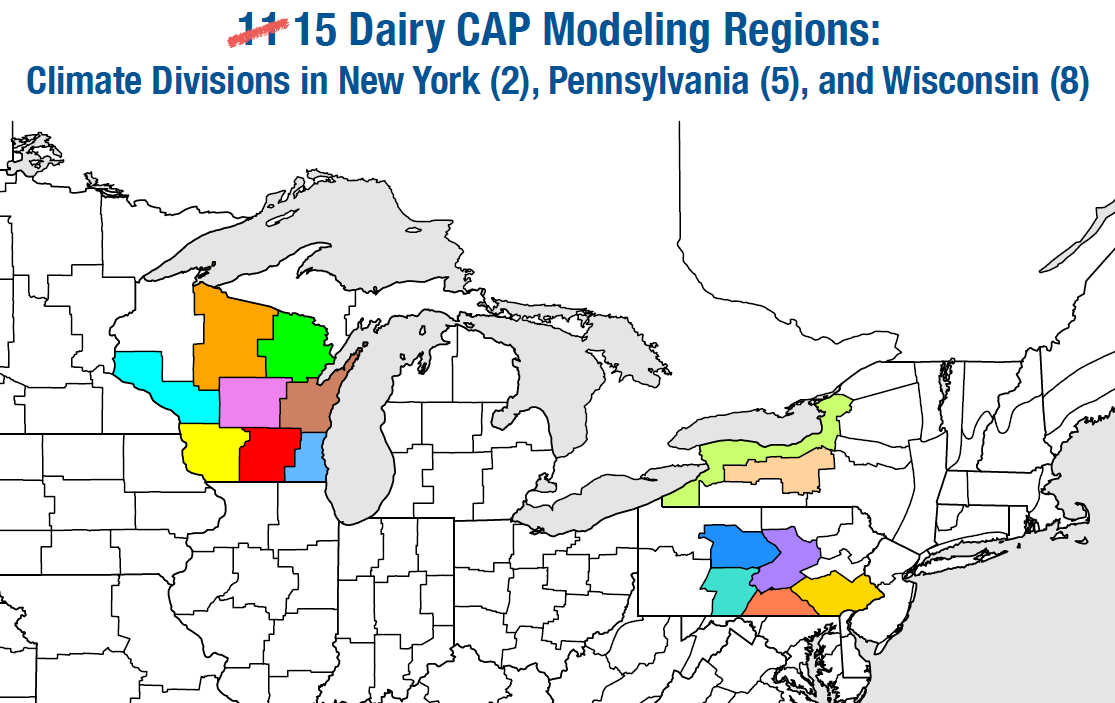 11 15 Dairy CAP Modeling Regions:
Climate Divisions in New York (2), Pennsylvania (5), and Wisconsin (8)